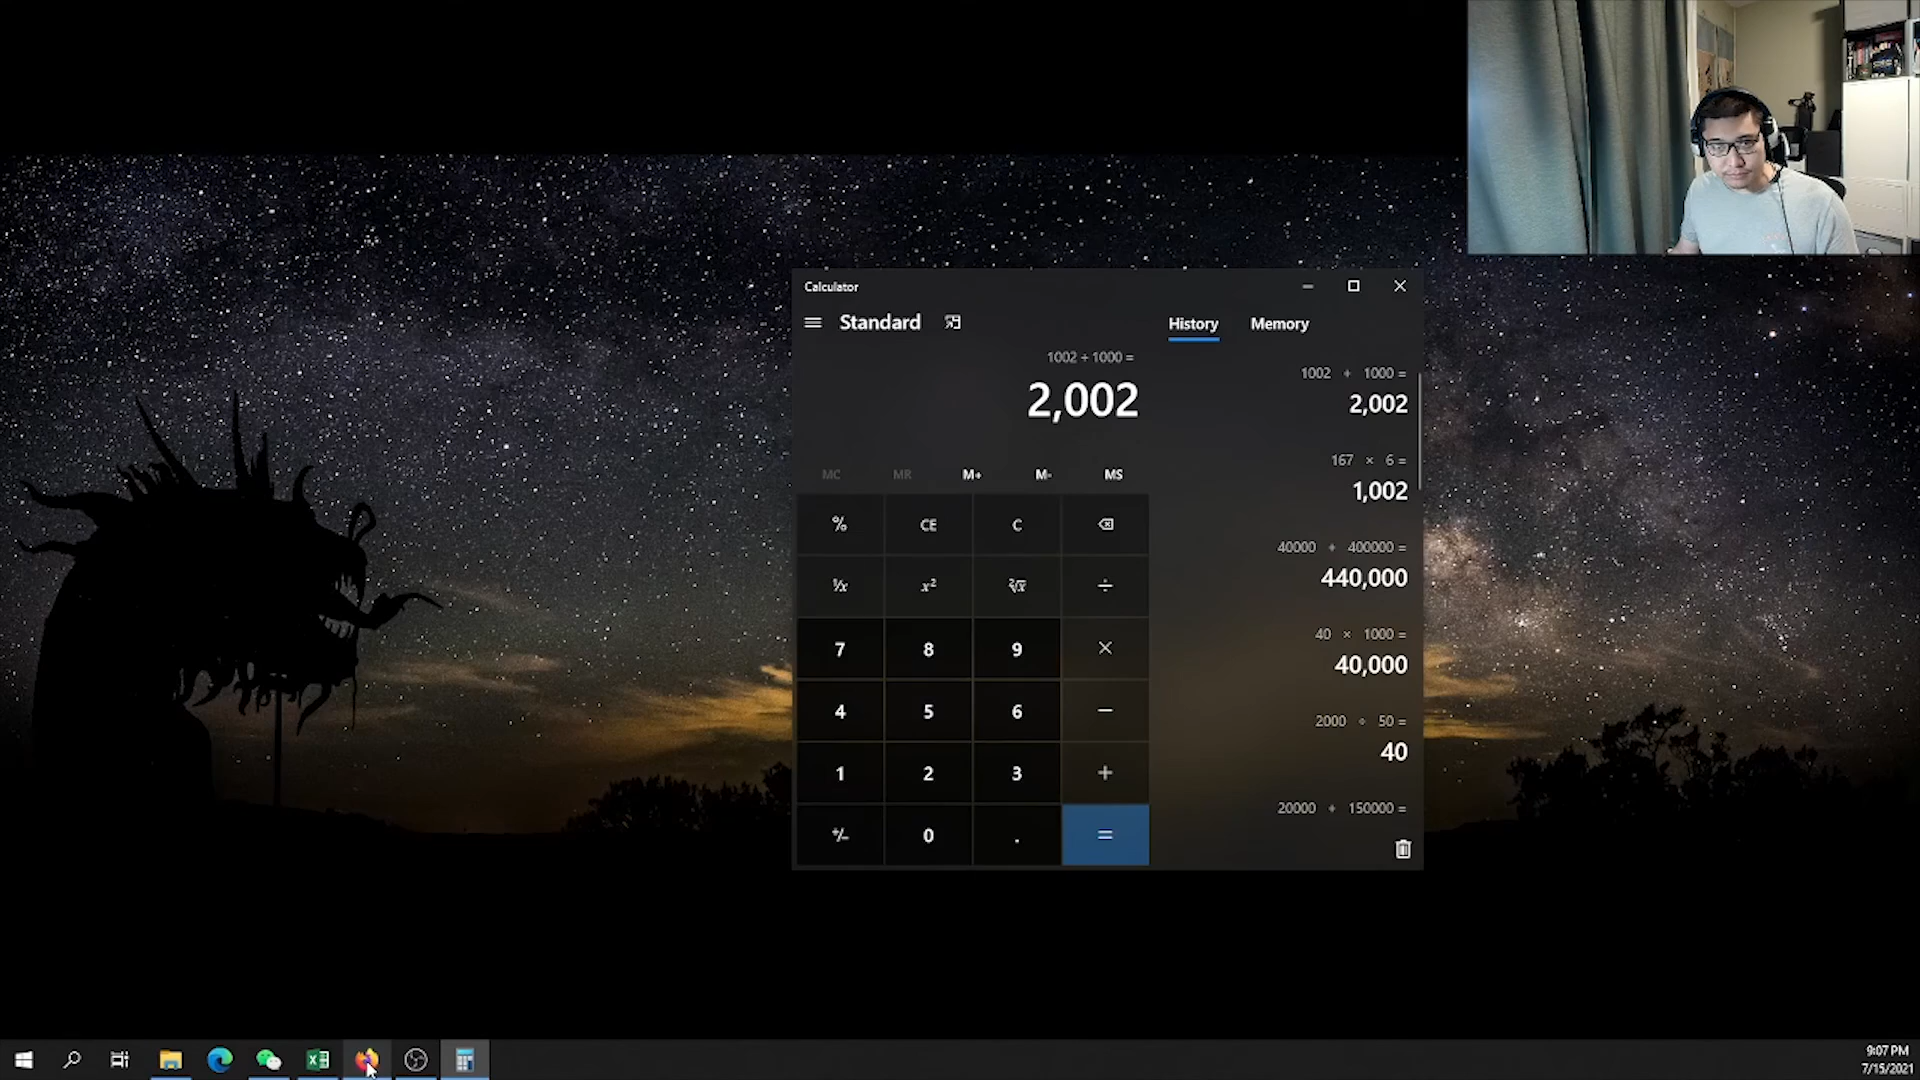 Calculator
Standard
History
Memory
1002 + 1000 =
2,002
MC MR M+ M- MS
% CE C
⅟x x² ²√x ÷
7 8 9 ×
4 5 6 −
1 2 3 +
+/- 0 . =
1002 + 1000 =
2,002
167 × 6 =
1,002
40000 + 400000 =
440,000
40 × 1000 =
40,000
2000 ÷ 50 =
40
20000 + 150000 =
9:07 PM
7/15/2021